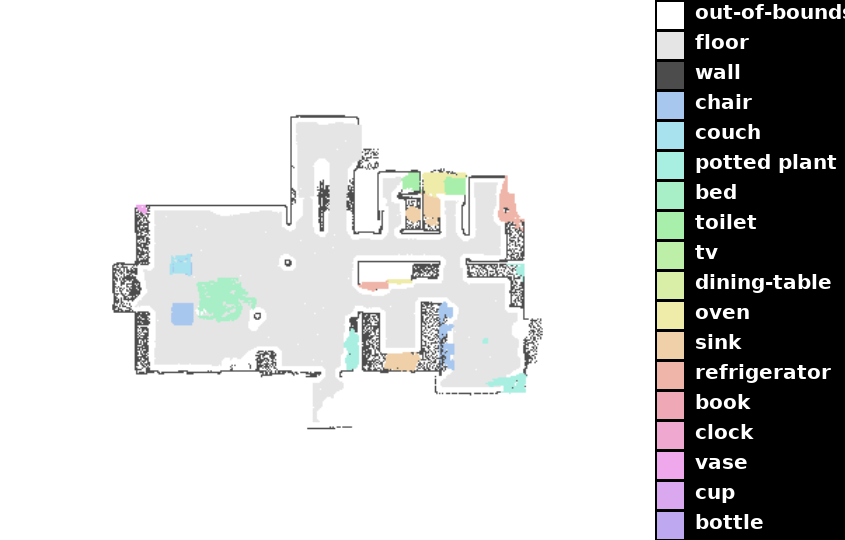 out-of-bounds
floor
wall
chair
couch
potted plant
bed
toilet
tv
dining-table
oven
sink
refrigerator
book
clock
vase
cup
bottle